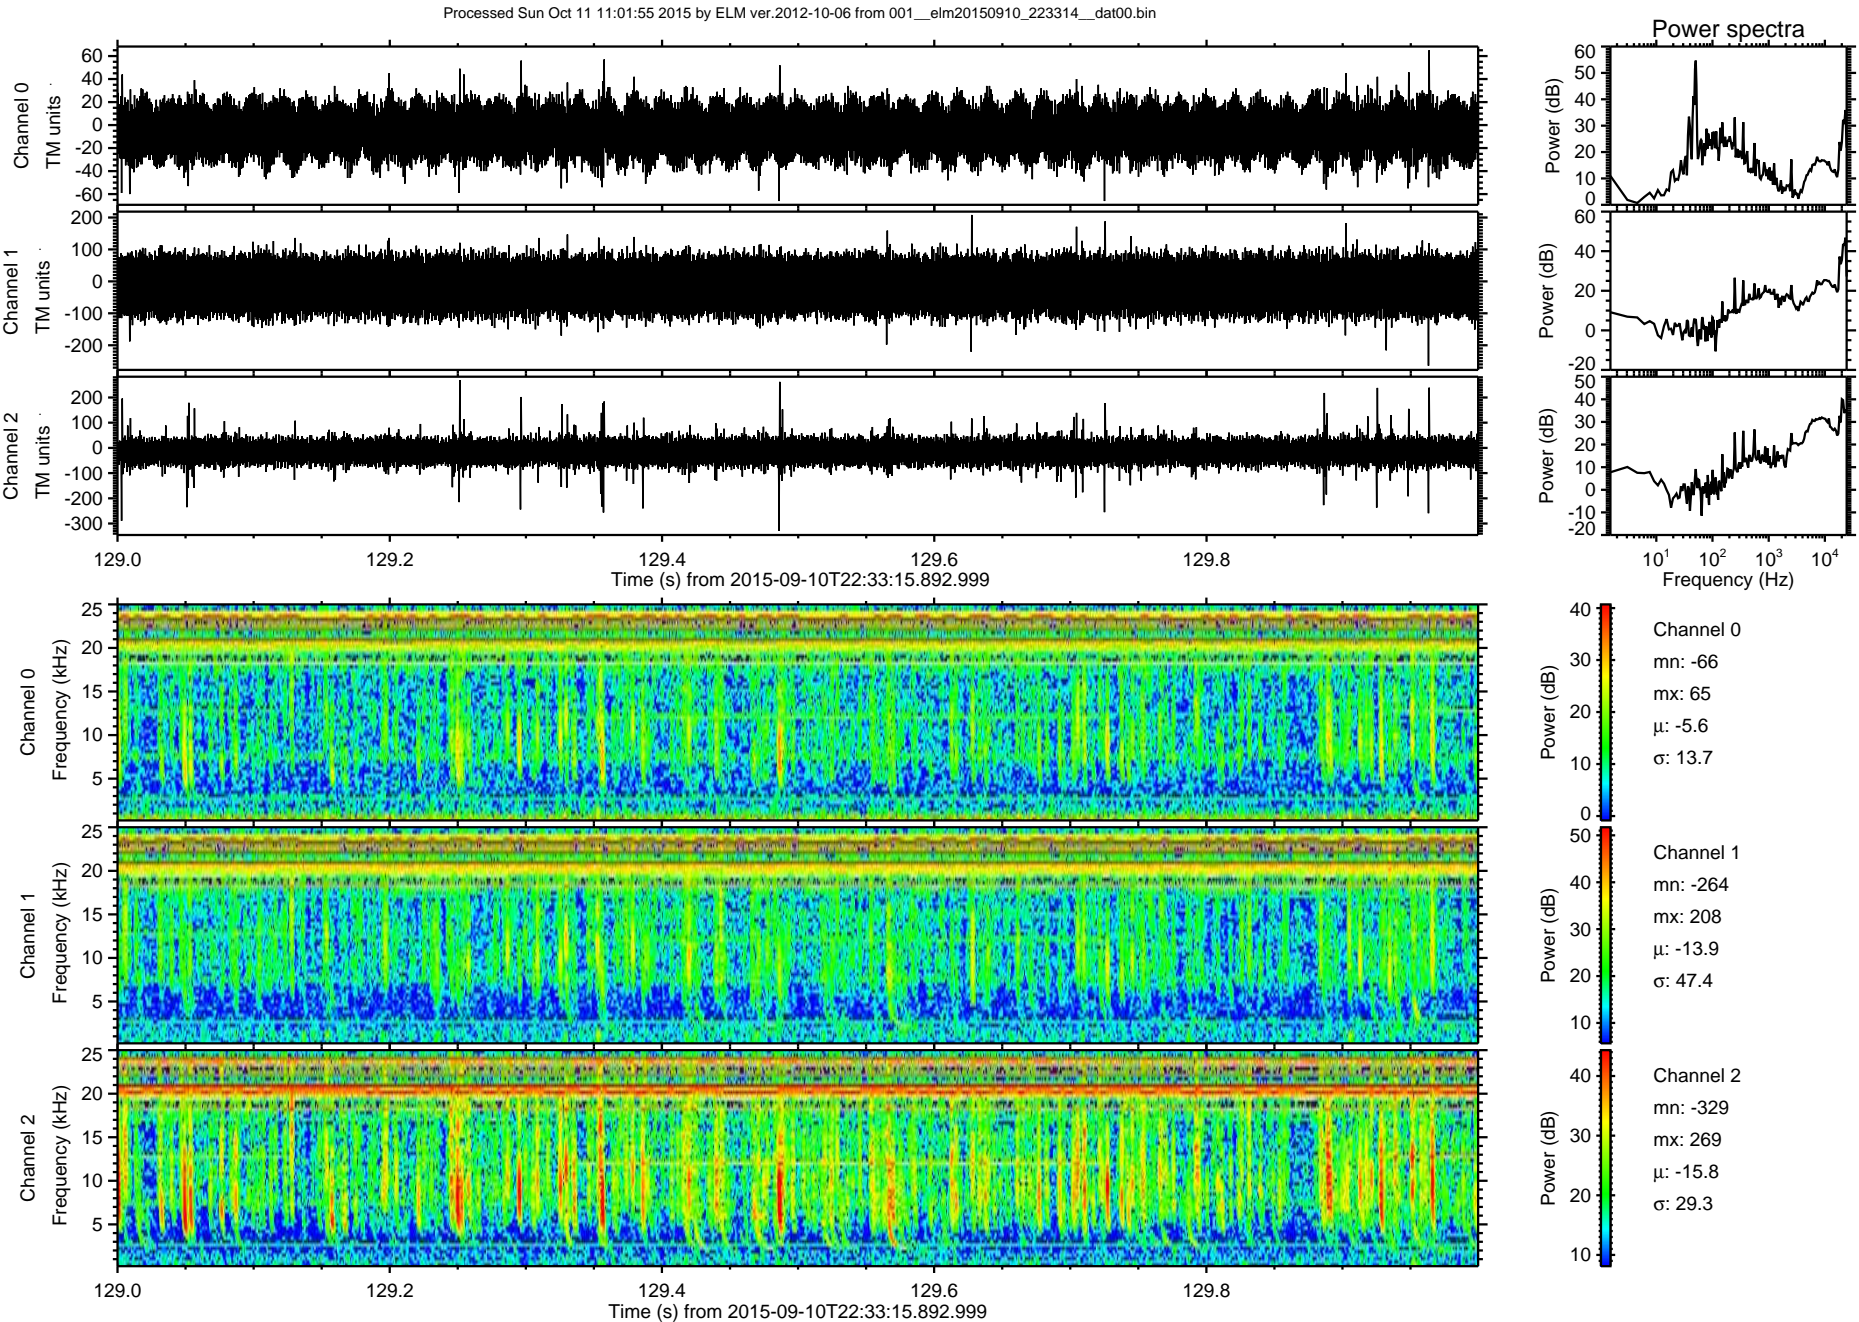 Processed Sun Oct 11 11:01:55 2015 by ELM ver.2012-10-06 from 001__elm20150910_223314__dat00.bin
Power spectra
Channel 0
TM units
60
40
20
0
-20
-40
-60
Power (dB)
60
50
40
30
20
10
0
Channel 1
TM units
200
100
0
-100
-200
Power (dB)
60
40
20
0
-20
Channel 2
TM units
200
100
0
-100
-200
-300
Power (dB)
50
40
30
20
10
0
-10
-20
129.0 129.2 129.4 129.6 129.8
Time (s) from 2015-09-10T22:33:15.892.999
10¹ 10² 10³ 10⁴
Frequency (Hz)
Channel 0
Frequency (kHz)
25
20
15
10
5
Power (dB)
40
30
20
10
0
Channel 0
mn: -66
mx: 65
µ: -5.6
σ: 13.7
Channel 1
Frequency (kHz)
25
20
15
10
5
Power (dB)
50
40
30
20
10
Channel 1
mn: -264
mx: 208
µ: -13.9
σ: 47.4
Channel 2
Frequency (kHz)
25
20
15
10
5
Power (dB)
40
30
20
10
Channel 2
mn: -329
mx: 269
µ: -15.8
σ: 29.3
129.0 129.2 129.4 129.6 129.8
Time (s) from 2015-09-10T22:33:15.892.999